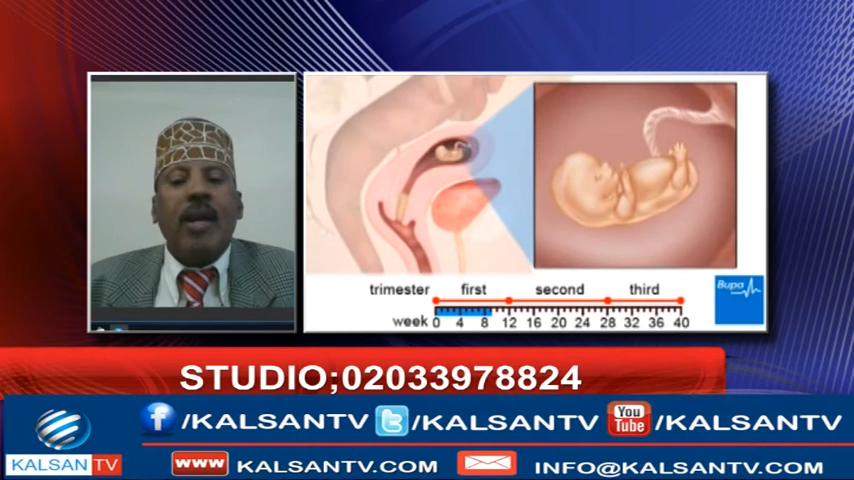 trimester first second third
week 0 4 8 12 16 20 24 28 32 36 40
Bupa
STUDIO;02033978824
/KALSANTV /KALSANTV You Tube /KALSANTV
KALSAN TV
www KALSANTV.COM INFO@KALSANTV.COM